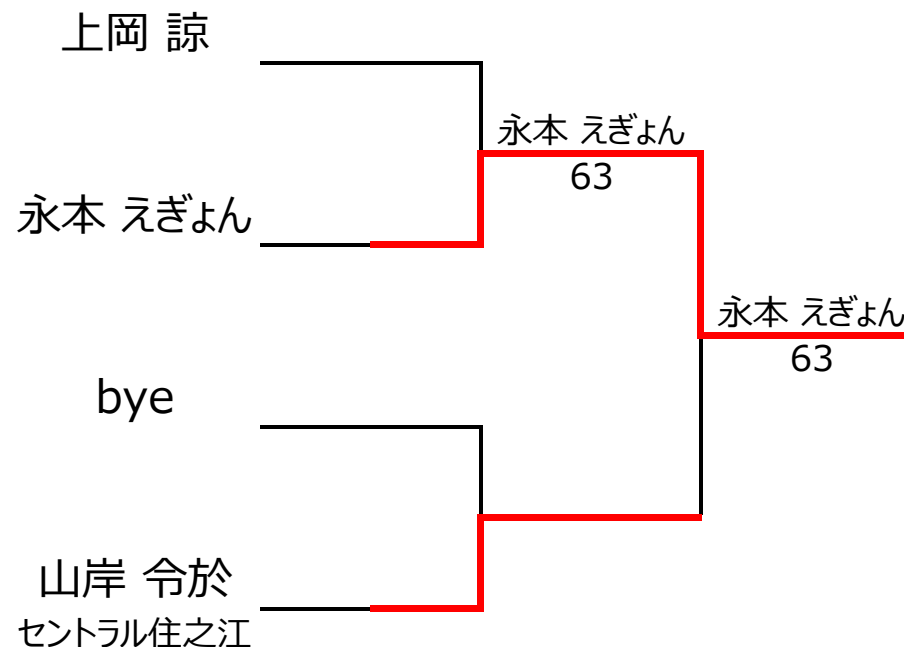 上岡 諒
永本 えぎょん
63
永本 えぎょん
永本 えぎょん
63
bye
山岸 令於
セントラル住之江